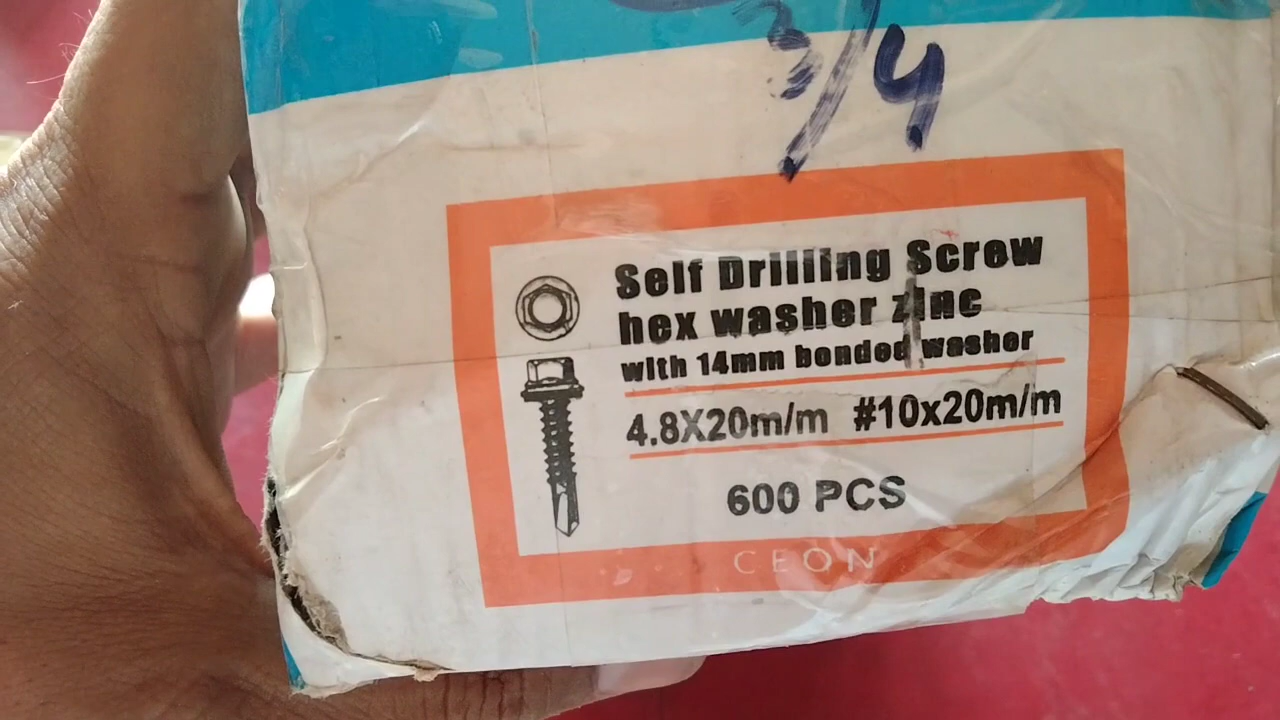 3/4
Self Drilling Screw
hex washer zinc
with 14mm bonded washer
4.8X20m/m #10x20m/m
600 PCS
CEON